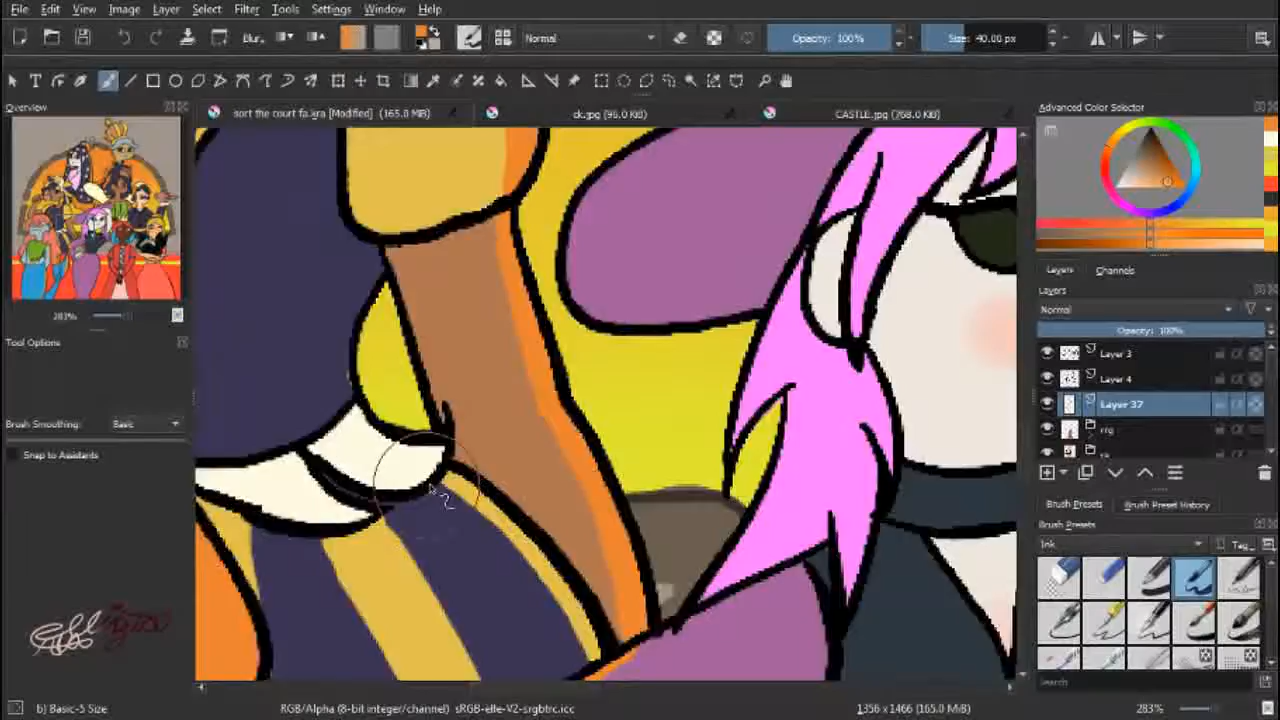 File Edit View Image Layer Select Filter Tools Settings Window Help
Blur.. Normal Opacity: 100% Size: 40.00 px
Overview
sort the court fa.kra [Modified] (165.0 MiB)
ck.jpg (96.0 KiB)
CASTLE.jpg (768.0 KiB)
Advanced Color Selector
283%
Tool Options
Brush Smoothing: Basic
Snap to Assistants
Layers Channels
Layers
Normal
Opacity: 100%
Layer 3
Layer 4
Layer 37
Brush Presets Brush Preset History
Brush Presets
Ink Tag..
Search
b) Basic-5 Size
RGB/Alpha (8-bit integer/channel) sRGB-elle-V2-srgbtrc.icc
1356 x 1466 (165.0 MiB)
283%